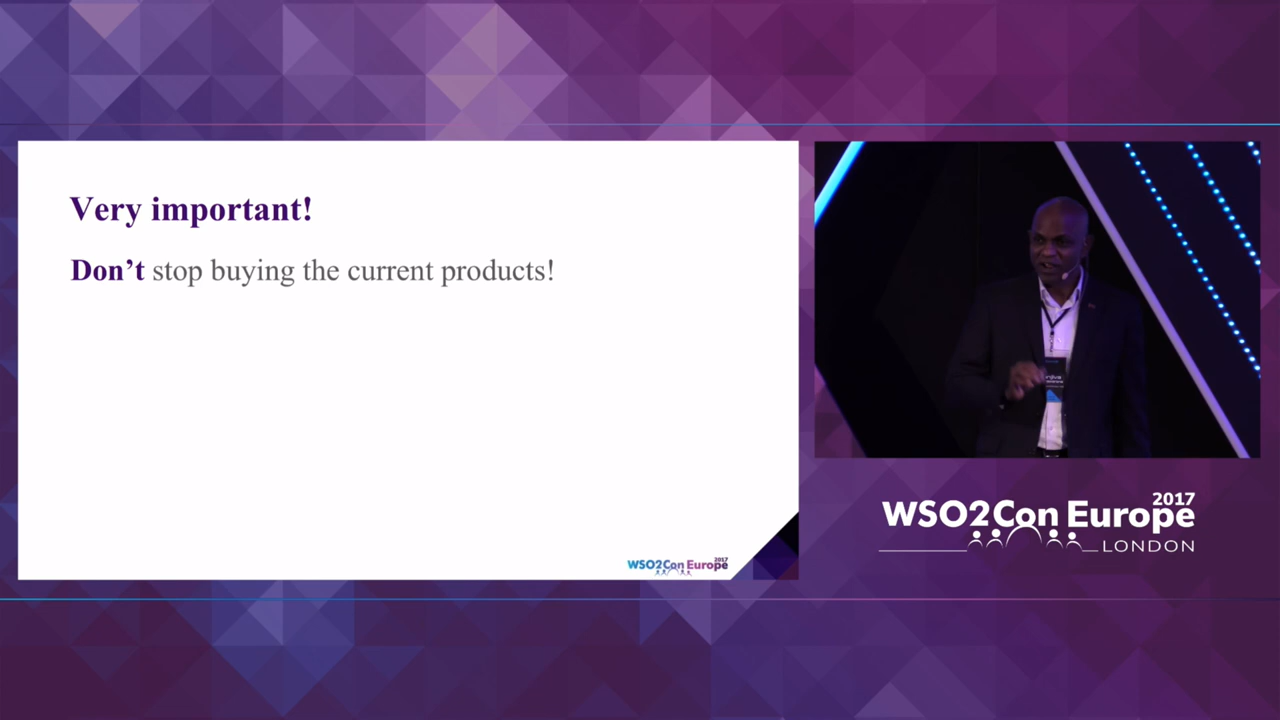 Very important!
Don't stop buying the current products!
WSO2Con Europe 2017
WSO2Con Europe 2017
LONDON